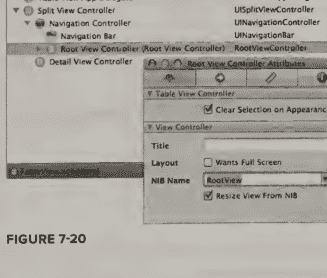 Split View Controller UISplitViewController
Navigation Controller UINavigationController
Navigation Bar UINavigationBar
Root View Controller (Root View Controller) RootViewController
Detail View Controller
Root View Controller Attributes
Table View Controller
Clear Selection on Appearanc
View Controller
Title
Layout Wants Full Screen
NIB Name RootView
Resize View From NIB
FIGURE 7-20